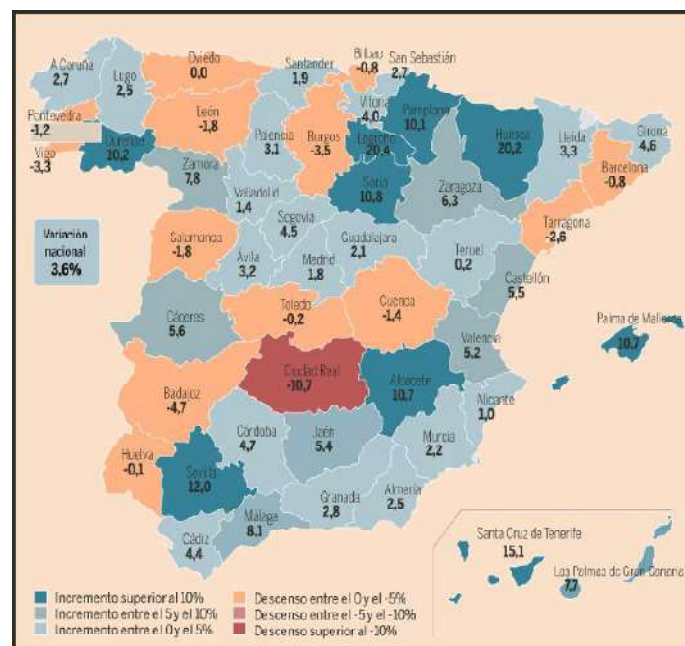 A Coruña
2,7
Lugo
2,5
Oviedo
0,0
Santander
1,9
Bilbao
-0,8
San Sebastián
2,7
Vitoria
4,0
Pamplona
10,1
Huesca
20,2
Lleida
3,3
Girona
4,6
Barcelona
-0,8
Tarragona
-2,6
Pontevedra
-1,2
Vigo
-3,3
Ourense
10,2
León
-1,8
Palencia
3,1
Burgos
-3,5
Logroño
20,4
Soria
10,8
Zaragoza
6,3
Zamora
7,8
Valladolid
1,4
Segovia
4,5
Variación
nacional
3,6%
Salamanca
-1,8
Ávila
3,2
Madrid
1,8
Guadalajara
2,1
Teruel
0,2
Castellón
5,5
Cáceres
5,6
Toledo
-0,2
Cuenca
-1,4
Valencia
5,2
Palma de Mallorca
10,7
Badajoz
-4,7
Ciudad Real
-10,7
Albacete
10,7
Alicante
1,0
Huelva
-0,1
Sevilla
12,0
Córdoba
4,7
Jaén
5,4
Murcia
2,2
Cádiz
4,4
Málaga
8,1
Granada
2,8
Almería
2,5
Santa Cruz de Tenerife
15,1
Las Palmas de Gran Canaria
7,7
Incremento superior al 10%
Incremento entre el 5 y el 10%
Incremento entre el 0 y el 5%
Descenso entre el 0 y el -5%
Descenso entre el -5 y el -10%
Descenso superior al -10%